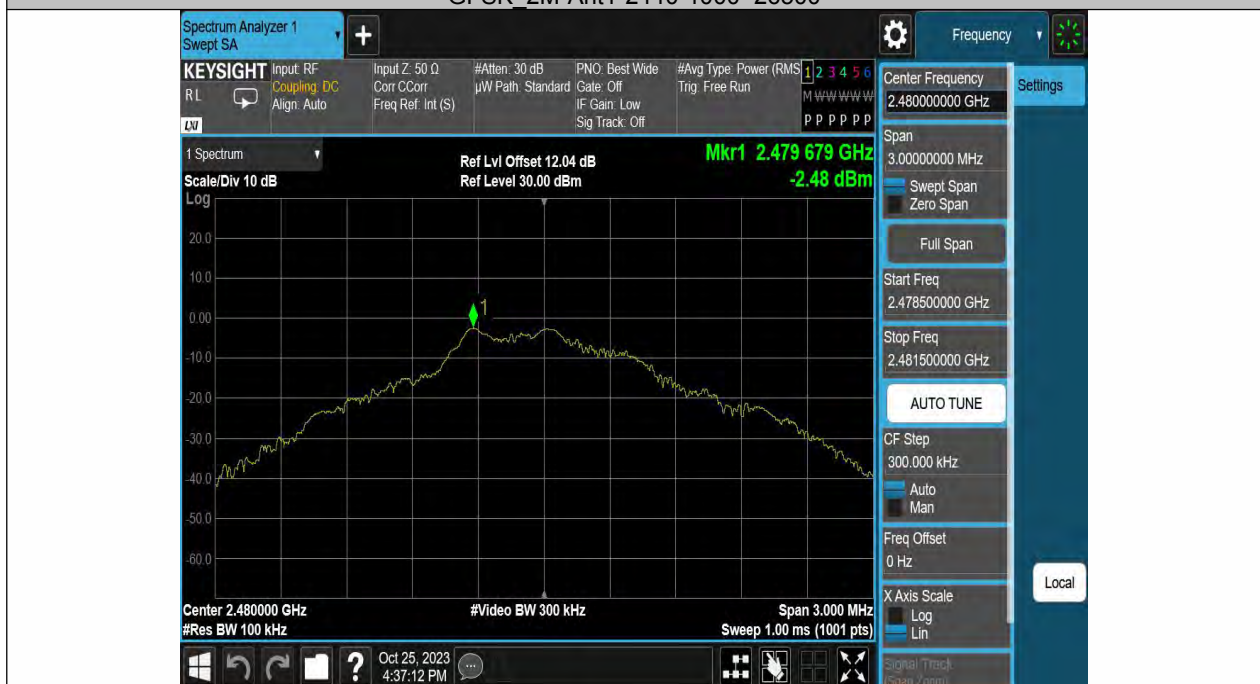 Spectrum Analyzer 1
Swept SA
+
Frequency
KEYSIGHT
RL
LXI
Input: RF
Coupling: DC
Align: Auto
Input Z: 50 Ω
Corr CCorr
Freq Ref: Int (S)
#Atten: 30 dB
µW Path: Standard
PNO: Best Wide
Gate: Off
IF Gain: Low
Sig Track: Off
#Avg Type: Power (RMS
Trig: Free Run
1 2 3 4 5 6
M W W W W W
P P P P P P
1 Spectrum
Scale/Div 10 dB
Log
Ref Lvl Offset 12.04 dB
Ref Level 30.00 dBm
Mkr1 2.479 679 GHz
-2.48 dBm
1
20.0
10.0
0.00
-10.0
-20.0
-30.0
-40.0
-50.0
-60.0
Center 2.480000 GHz
#Res BW 100 kHz
#Video BW 300 kHz
Span 3.000 MHz
Sweep 1.00 ms (1001 pts)
Center Frequency
2.480000000 GHz
Span
3.00000000 MHz
Swept Span
Zero Span
Full Span
Start Freq
2.478500000 GHz
Stop Freq
2.481500000 GHz
AUTO TUNE
CF Step
300.000 kHz
Auto
Man
Freq Offset
0 Hz
X Axis Scale
Log
Lin
Signal Track
Settings
Local
?
Oct 25, 2023
4:37:12 PM